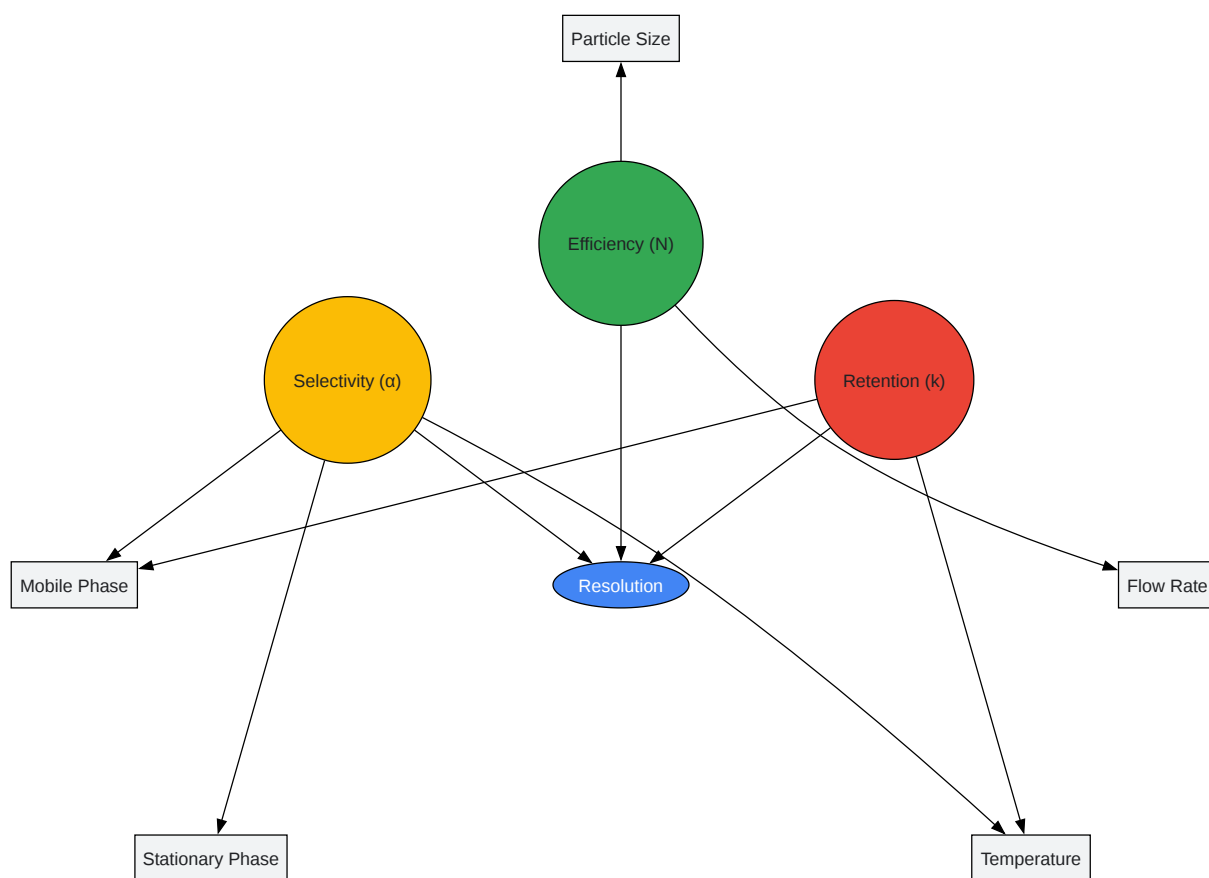 Particle Size
Efficiency (N)
Selectivity (α)
Retention (k)
Mobile Phase
Resolution
Flow Rate
Stationary Phase
Temperature